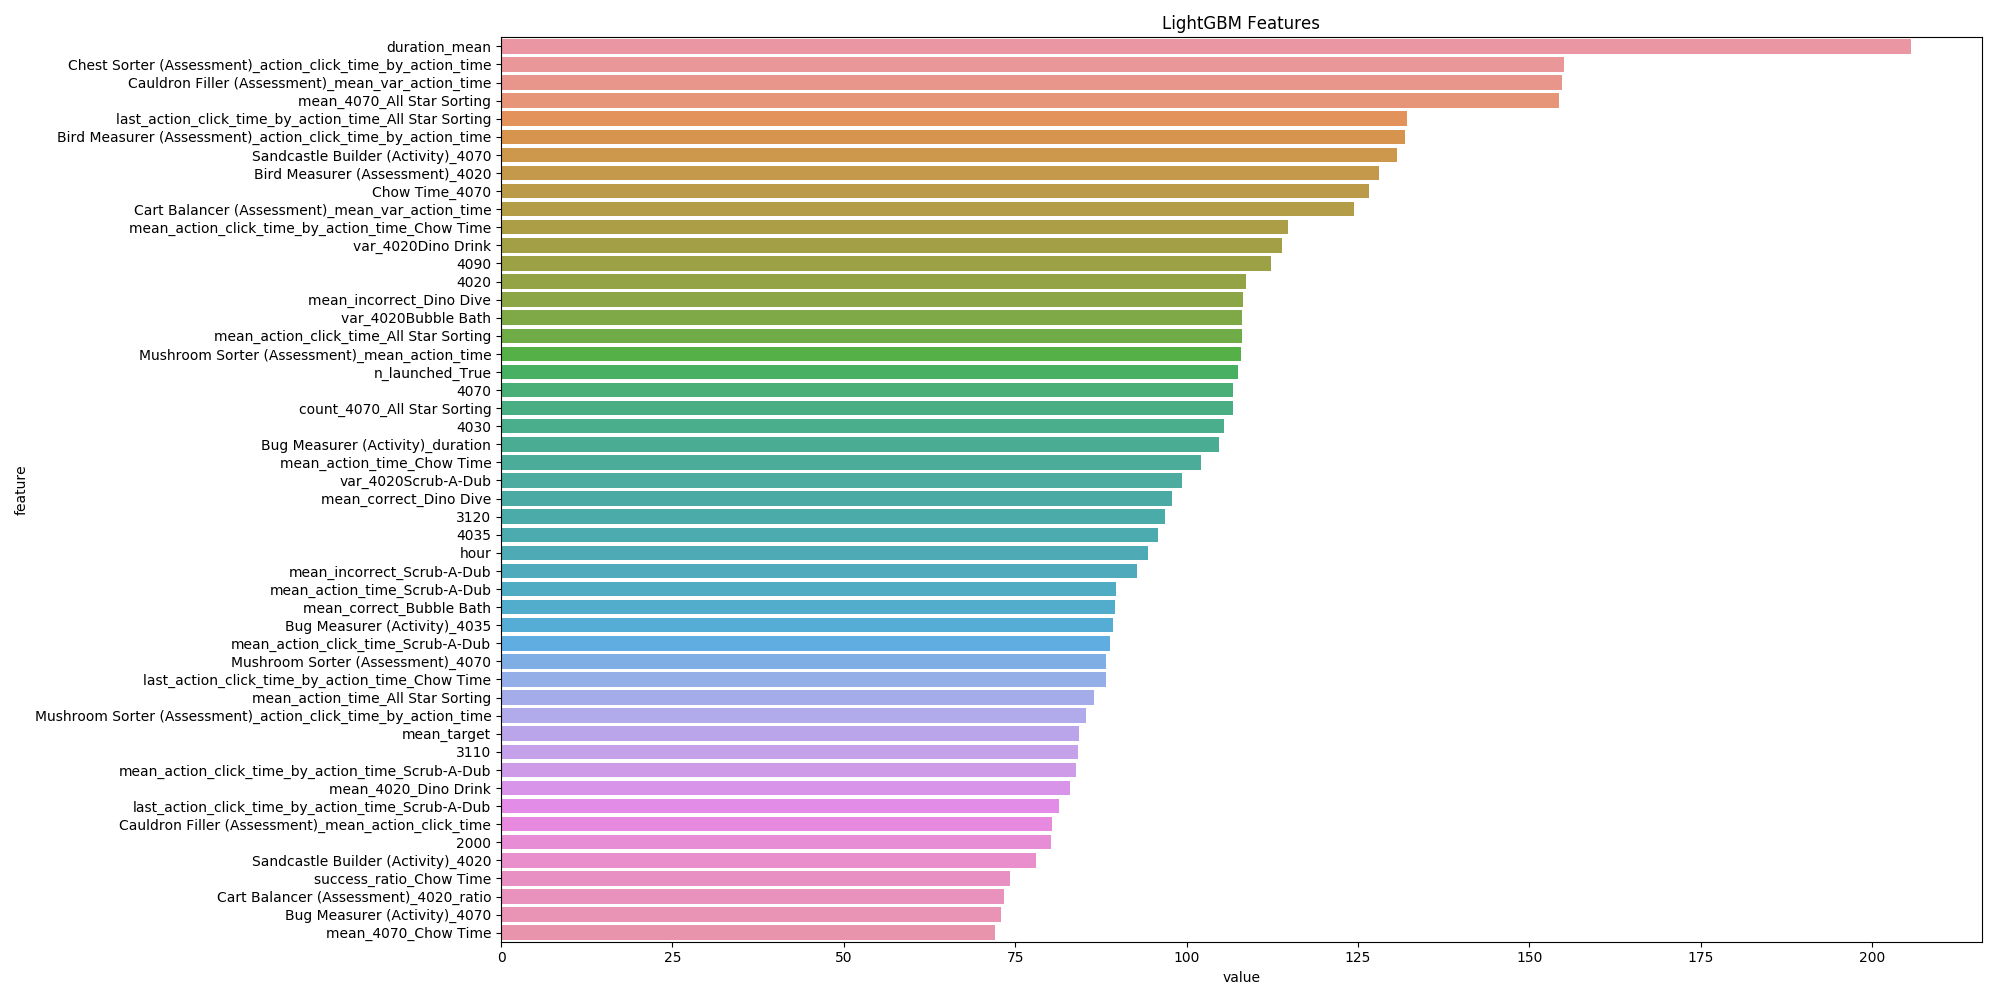 LightGBM Features
duration_mean
Chest Sorter (Assessment)_action_click_time_by_action_time
Cauldron Filler (Assessment)_mean_var_action_time
mean_4070_All Star Sorting
last_action_click_time_by_action_time_All Star Sorting
Bird Measurer (Assessment)_action_click_time_by_action_time
Sandcastle Builder (Activity)_4070
Bird Measurer (Assessment)_4020
Chow Time_4070
Cart Balancer (Assessment)_mean_var_action_time
mean_action_click_time_by_action_time_Chow Time
var_4020Dino Drink
4090
4020
mean_incorrect_Dino Dive
var_4020Bubble Bath
mean_action_click_time_All Star Sorting
Mushroom Sorter (Assessment)_mean_action_time
n_launched_True
4070
count_4070_All Star Sorting
4030
Bug Measurer (Activity)_duration
mean_action_time_Chow Time
var_4020Scrub-A-Dub
mean_correct_Dino Dive
3120
4035
hour
mean_incorrect_Scrub-A-Dub
mean_action_time_Scrub-A-Dub
mean_correct_Bubble Bath
Bug Measurer (Activity)_4035
mean_action_click_time_Scrub-A-Dub
Mushroom Sorter (Assessment)_4070
last_action_click_time_by_action_time_Chow Time
mean_action_time_All Star Sorting
Mushroom Sorter (Assessment)_action_click_time_by_action_time
mean_target
3110
mean_action_click_time_by_action_time_Scrub-A-Dub
mean_4020_Dino Drink
last_action_click_time_by_action_time_Scrub-A-Dub
Cauldron Filler (Assessment)_mean_action_click_time
2000
Sandcastle Builder (Activity)_4020
success_ratio_Chow Time
Cart Balancer (Assessment)_4020_ratio
Bug Measurer (Activity)_4070
mean_4070_Chow Time
feature
0 25 50 75 100 125 150 175 200
value